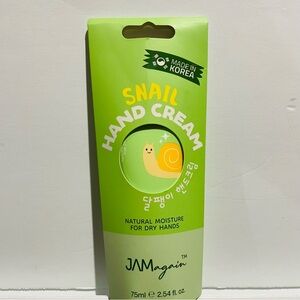 MADE IN
KOREA
SNAIL
HAND CREAM
달팽이 핸드크림
NATURAL MOISTURE
FOR DRY HANDS
JAMagain™
75ml ℮ 2.54 fl. oz.